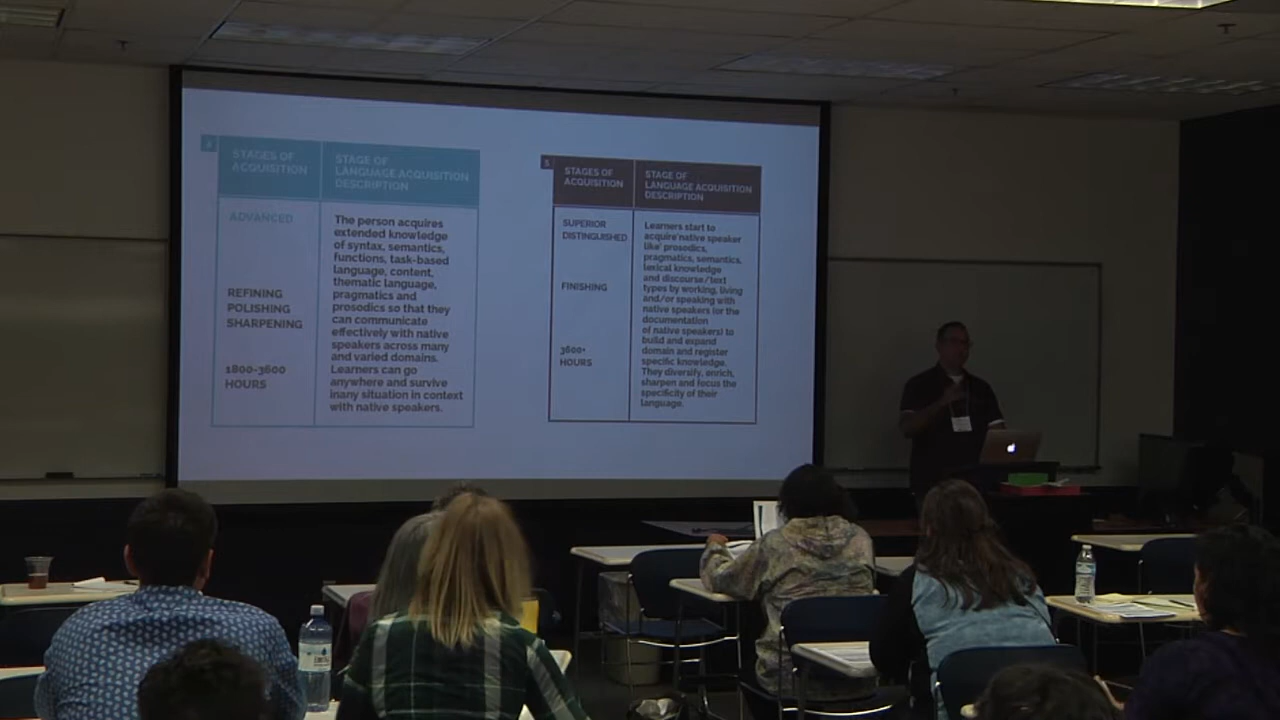 STAGES OF
ACQUISITION
STAGE OF
LANGUAGE ACQUISITION
DESCRIPTION
ADVANCED
REFINING
POLISHING
SHARPENING
1800-3600
HOURS
The person acquires
extended knowledge
of syntax, semantics,
functions, task-based
language, content,
thematic language,
pragmatics and
prosodics so that they
can communicate
effectively with native
speakers across many
and varied domains.
Learners can go
anywhere and survive
inany situation in context
with native speakers.
5
STAGES OF
ACQUISITION
STAGE OF
LANGUAGE ACQUISITION
DESCRIPTION
SUPERIOR
DISTINGUISHED
FINISHING
3600+
HOURS
Learners start to
acquire'native speaker
like' prosodics,
pragmatics, semantics,
lexical knowledge
and discourse/text
types by working, living
and/or speaking with
native speakers (or the
documentation
of native speakers) to
build and expand
domain and register
specific knowledge.
They diversify, enrich,
sharpen and focus the
specificity of their
language.